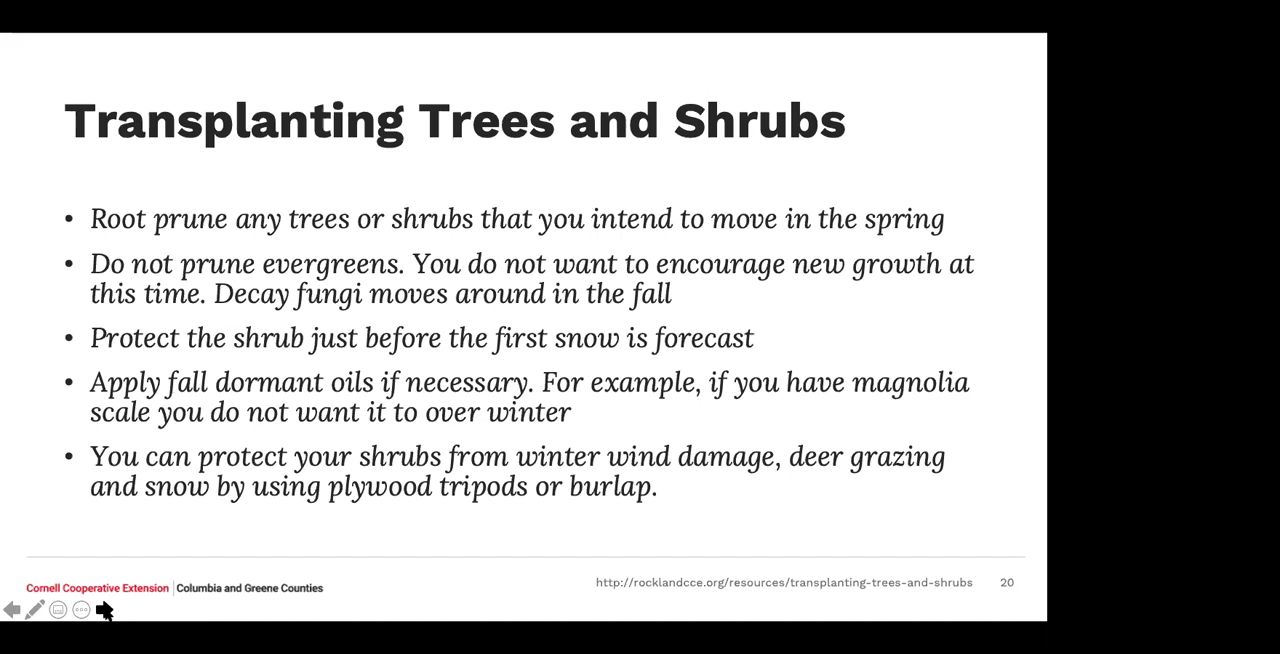 Transplanting Trees and Shrubs
• Root prune any trees or shrubs that you intend to move in the spring
• Do not prune evergreens. You do not want to encourage new growth at
this time. Decay fungi moves around in the fall
• Protect the shrub just before the first snow is forecast
• Apply fall dormant oils if necessary. For example, if you have magnolia
scale you do not want it to over winter
• You can protect your shrubs from winter wind damage, deer grazing
and snow by using plywood tripods or burlap.
Cornell Cooperative Extension | Columbia and Greene Counties
http://rocklandcce.org/resources/transplanting-trees-and-shrubs 20